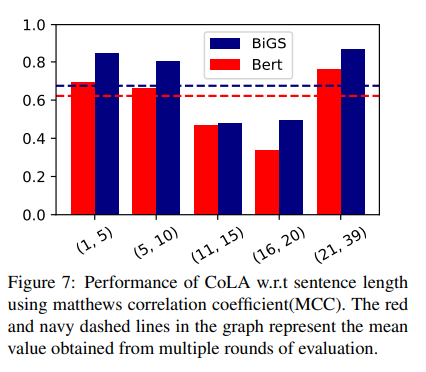 1.0
0.8
0.6
0.4
0.2
0.0
BiGS
Bert
(1, 5)
(5, 10)
(11, 15)
(16, 20)
(21, 39)
Figure 7: Performance of CoLA w.r.t sentence length
using matthews correlation coefficient(MCC). The red
and navy dashed lines in the graph represent the mean
value obtained from multiple rounds of evaluation.